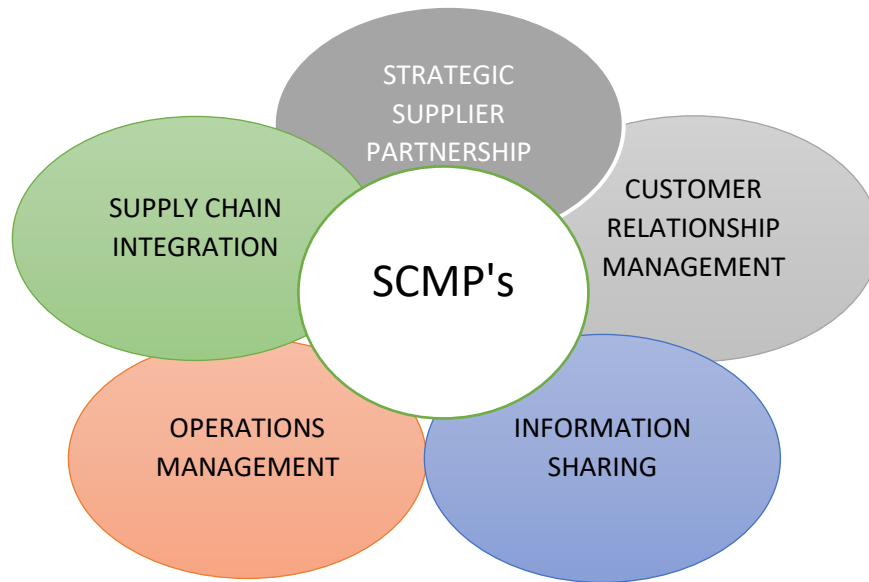 STRATEGIC
SUPPLIER
PARTNERSHIP
CUSTOMER
RELATIONSHIP
MANAGEMENT
SUPPLY CHAIN
INTEGRATION
SCMP's
OPERATIONS
MANAGEMENT
INFORMATION
SHARING